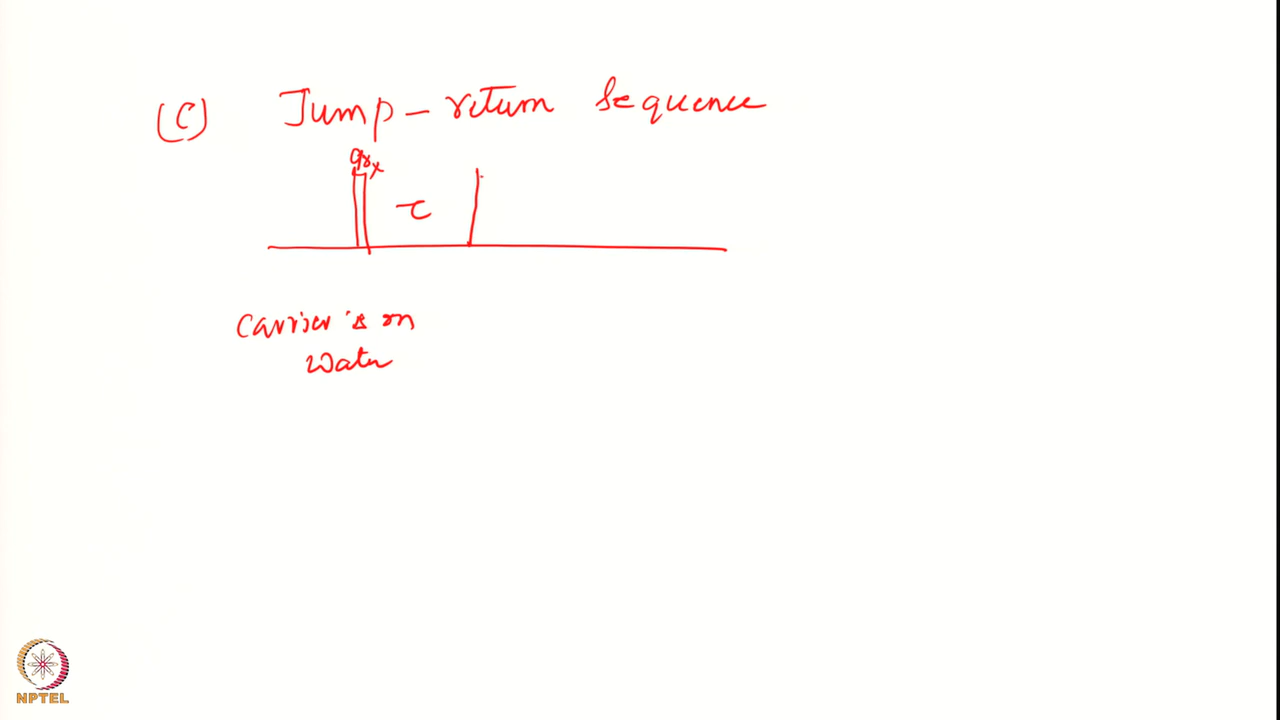 (C) Jump - return Sequence
90x
τ
Carrier is on
Water
NPTEL